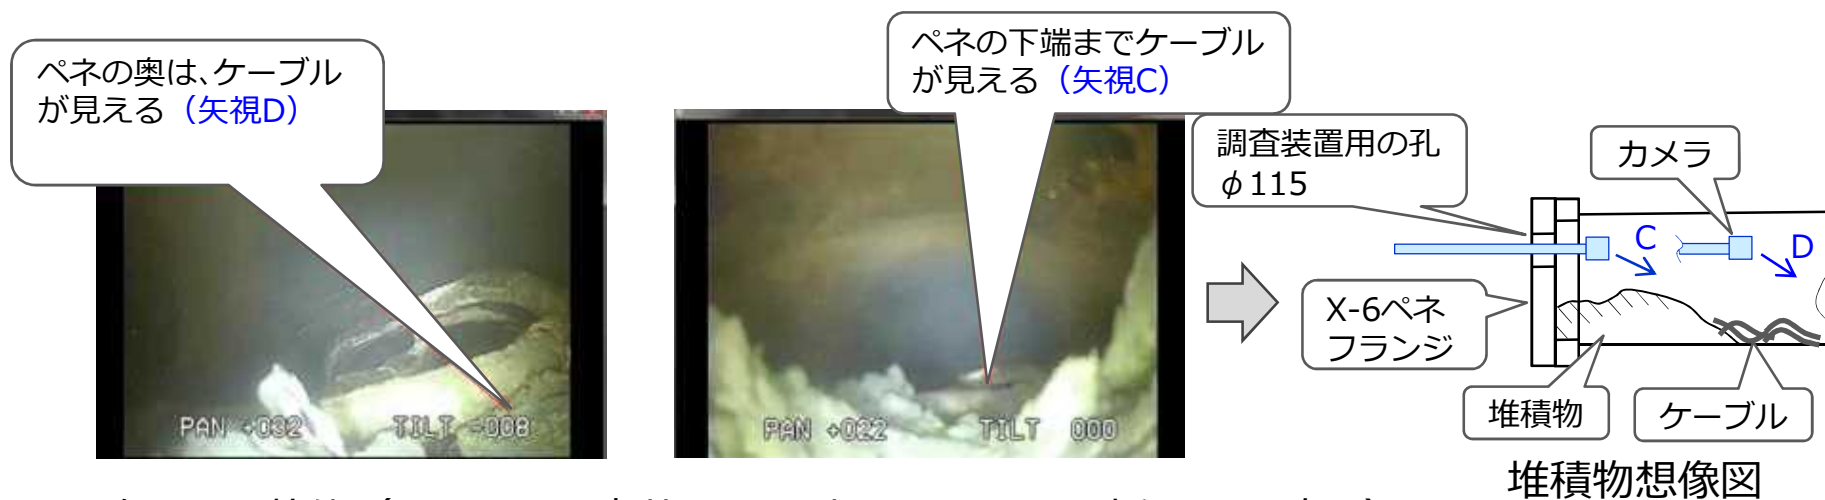 ペネの奥は、ケーブル
が見える（矢視D）
ペネの下端までケーブル
が見える（矢視C）
調査装置用の孔
φ115
カメラ
C
D
X-6ペネ
フランジ
堆積物
ケーブル
PAN +032 TILT -008
PAN +022 TILT 000
堆積物想像図